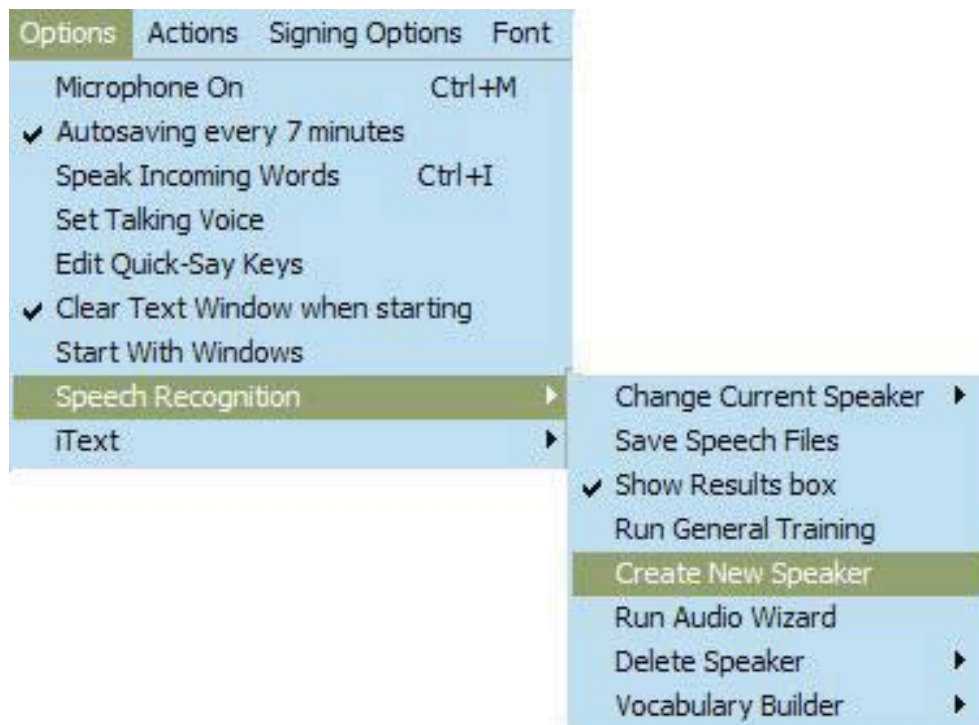 Options Actions Signing Options Font
Microphone On Ctrl+M
Autosaving every 7 minutes
Speak Incoming Words Ctrl+I
Set Talking Voice
Edit Quick-Say Keys
Clear Text Window when starting
Start With Windows
Speech Recognition
iText
Change Current Speaker
Save Speech Files
Show Results box
Run General Training
Create New Speaker
Run Audio Wizard
Delete Speaker
Vocabulary Builder